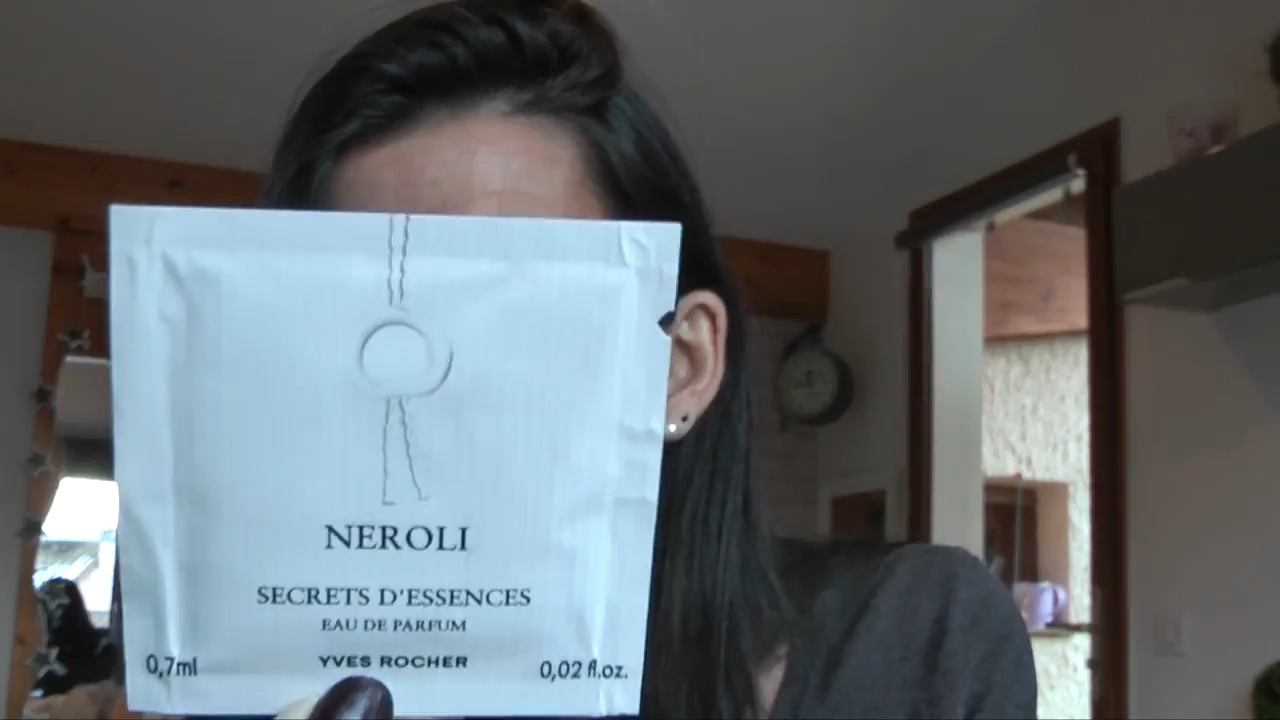 NEROLI
SECRETS D'ESSENCES
EAU DE PARFUM
YVES ROCHER
0,7ml
0,02 fl.oz.